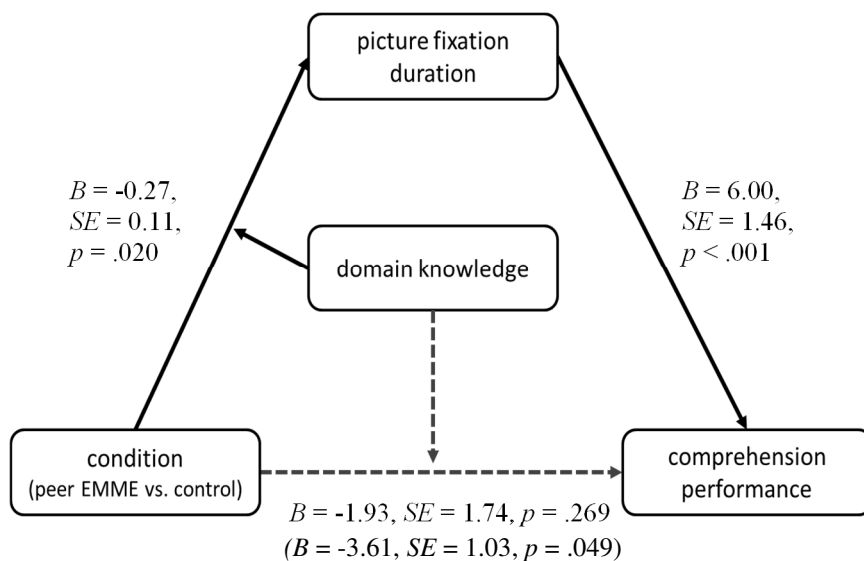 picture fixation
duration
B = -0.27,
SE = 0.11,
p = .020
B = 6.00,
SE = 1.46,
p < .001
domain knowledge
condition
(peer EMME vs. control)
comprehension
performance
B = -1.93, SE = 1.74, p = .269
(B = -3.61, SE = 1.03, p = .049)